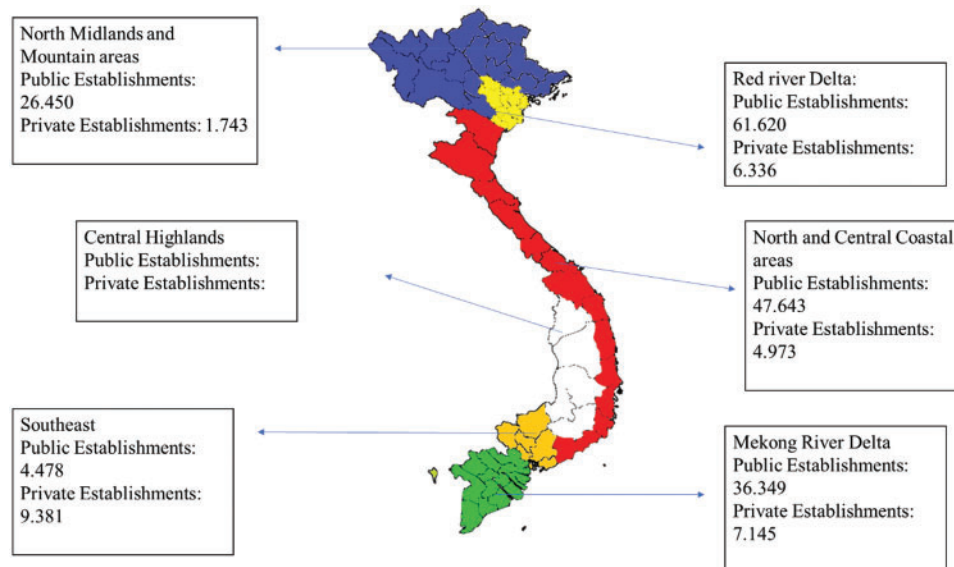 North Midlands and
Mountain areas
Public Establishments:
26.450
Private Establishments: 1.743
Red river Delta:
Public Establishments:
61.620
Private Establishments:
6.336
Central Highlands
Public Establishments:
Private Establishments:
North and Central Coastal
areas
Public Establishments:
47.643
Private Establishments:
4.973
Southeast
Public Establishments:
4.478
Private Establishments:
9.381
Mekong River Delta
Public Establishments:
36.349
Private Establishments:
7.145